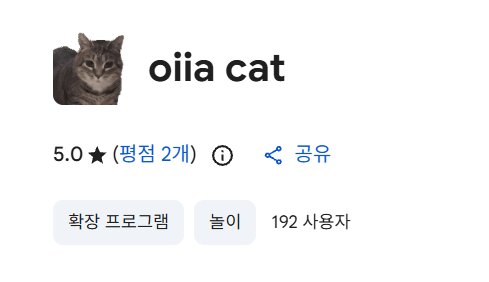 oiia cat
5.0 ★ (평점 2개) 공유
확장 프로그램 놀이 192 사용자